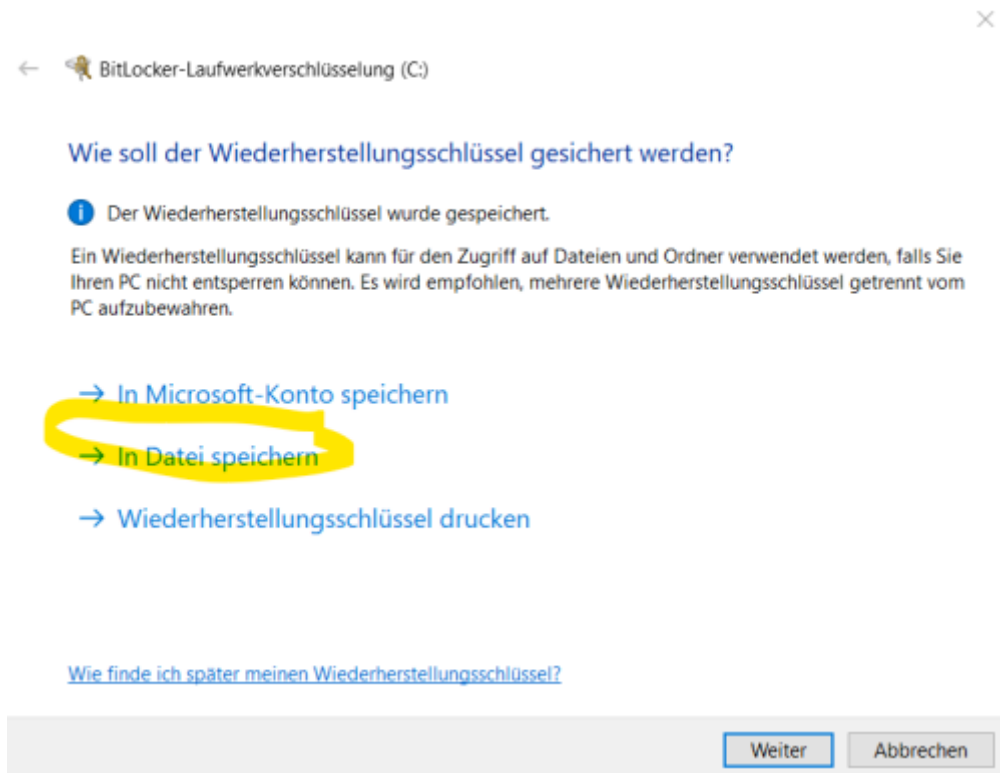 BitLocker-Laufwerkverschlüsselung (C:)
Wie soll der Wiederherstellungsschlüssel gesichert werden?
Der Wiederherstellungsschlüssel wurde gespeichert.
Ein Wiederherstellungsschlüssel kann für den Zugriff auf Dateien und Ordner verwendet werden, falls Sie
Ihren PC nicht entsperren können. Es wird empfohlen, mehrere Wiederherstellungsschlüssel getrennt vom
PC aufzubewahren.
In Microsoft-Konto speichern
In Datei speichern
Wiederherstellungsschlüssel drucken
Wie finde ich später meinen Wiederherstellungsschlüssel?
Weiter Abbrechen